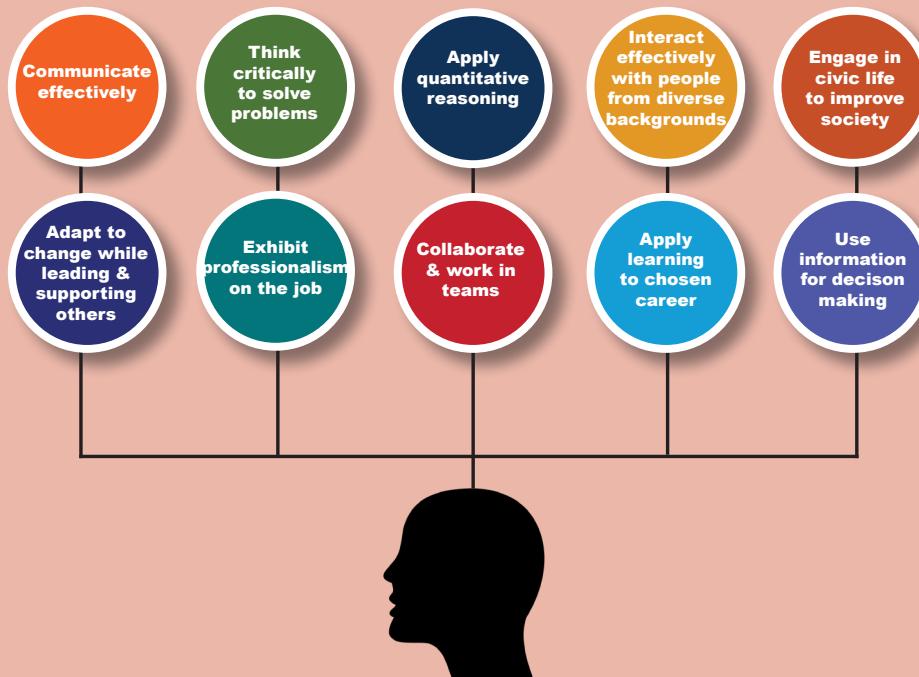 Communicate
effectively
Think
critically
to solve
problems
Apply
quantitative
reasoning
Interact
effectively
with people
from diverse
backgrounds
Engage in
civic life
to improve
society
Adapt to
change while
leading &
supporting
others
Exhibit
professionalism
on the job
Collaborate
& work in
teams
Apply
learning
to chosen
career
Use
information
for decison
making